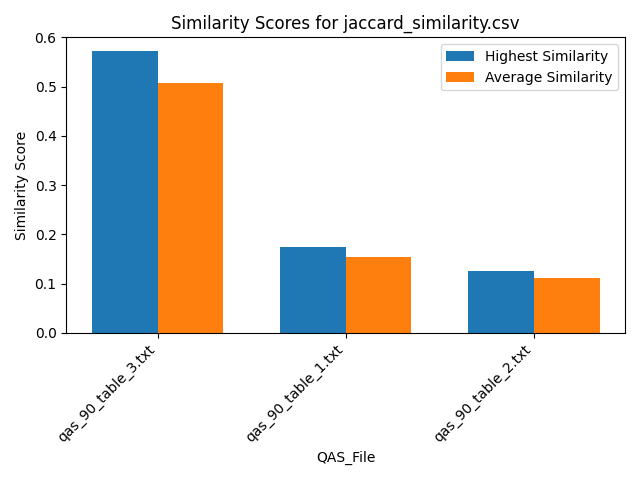 Similarity Scores for jaccard_similarity.csv
Highest Similarity
Average Similarity
Similarity Score
0.6
0.5
0.4
0.3
0.2
0.1
0.0
qas_90_table_3.txt
qas_90_table_1.txt
qas_90_table_2.txt
QAS_File